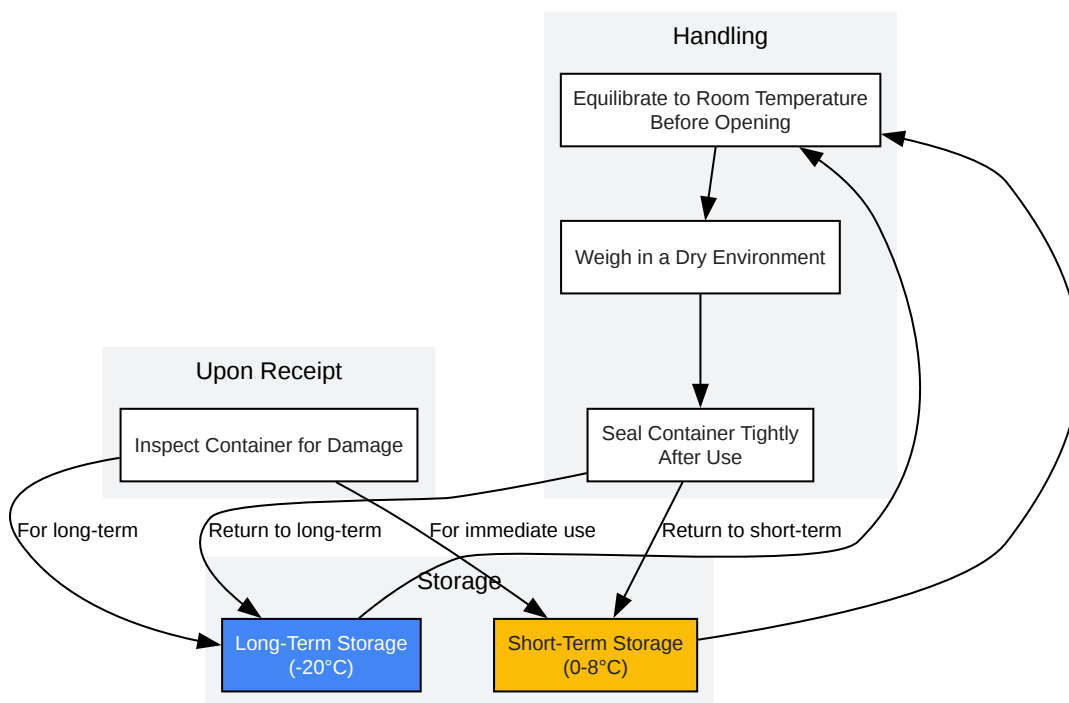 Handling
Equilibrate to Room Temperature
Before Opening
Weigh in a Dry Environment
Upon Receipt
Inspect Container for Damage
Seal Container Tightly
After Use
For long-term
Return to long-term
For immediate use
Return to short-term
Storage
Long-Term Storage
(-20°C)
Short-Term Storage
(0-8°C)